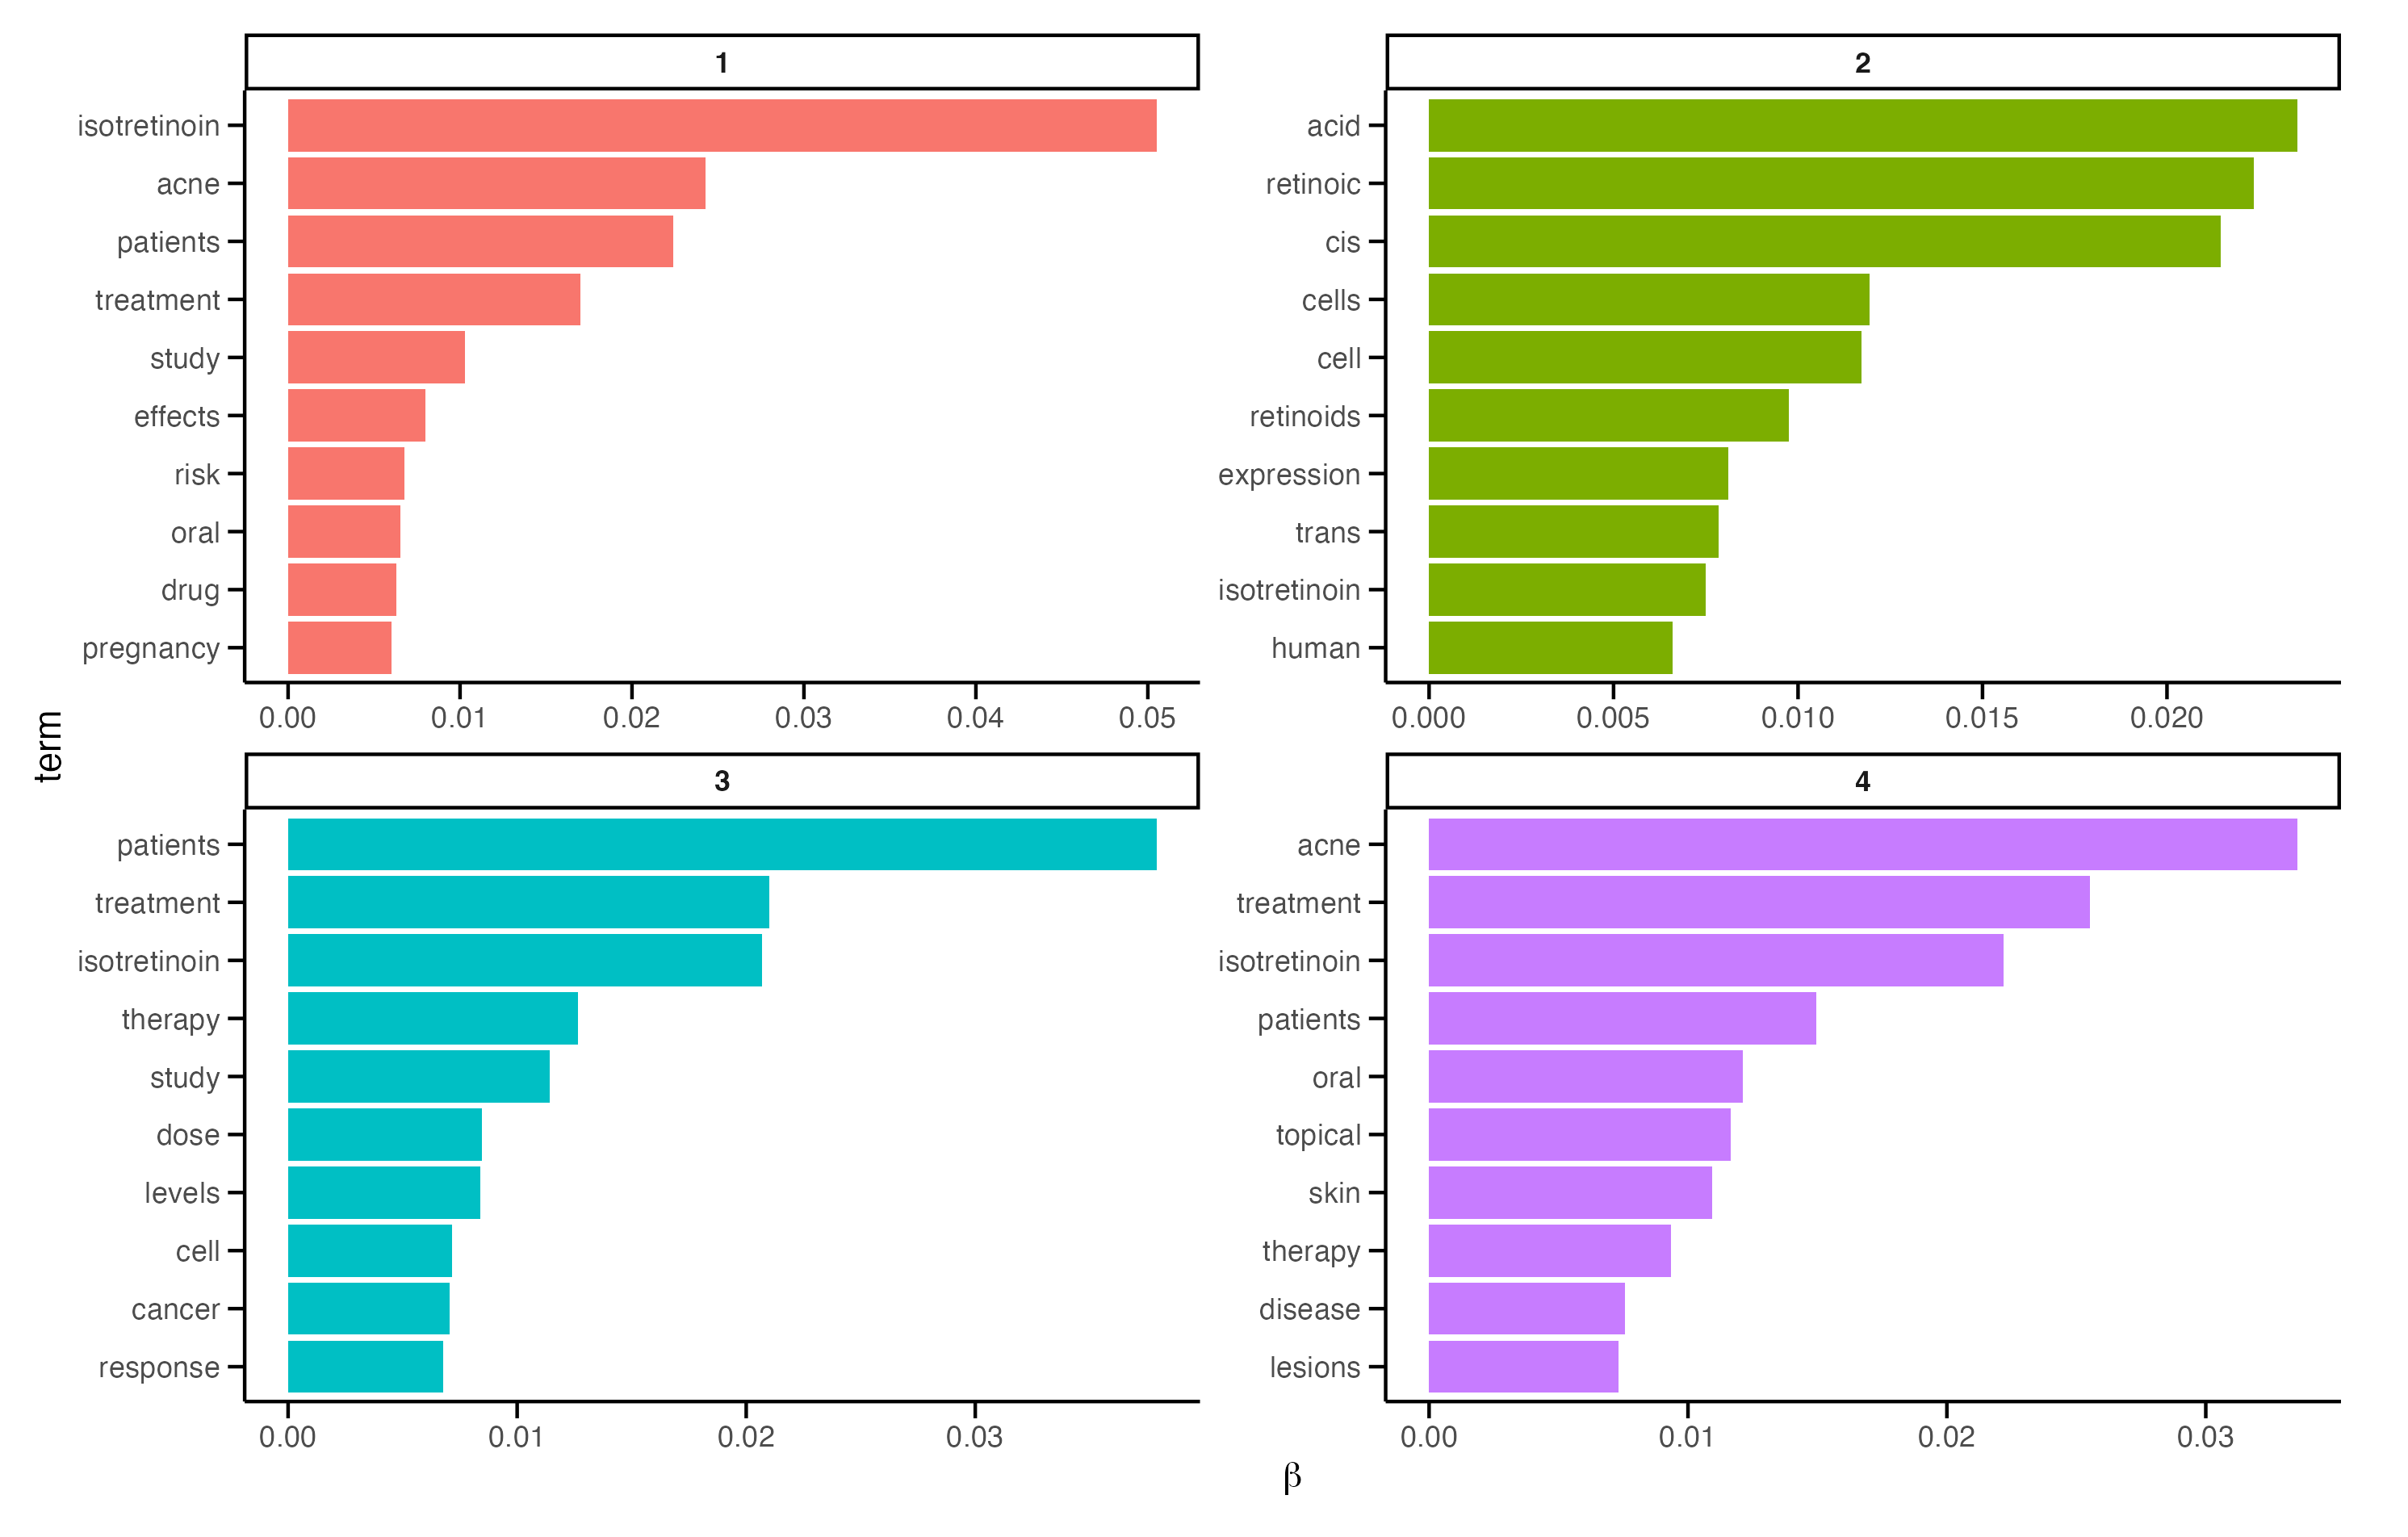 term
1
isotretinoin
acne
patients
treatment
study
effects
risk
oral
drug
pregnancy
0.00 0.01 0.02 0.03 0.04 0.05
2
acid
retinoic
cis
cells
cell
retinoids
expression
trans
isotretinoin
human
0.000 0.005 0.010 0.015 0.020
3
patients
treatment
isotretinoin
therapy
study
dose
levels
cell
cancer
response
0.00 0.01 0.02 0.03
4
acne
treatment
isotretinoin
patients
oral
topical
skin
therapy
disease
lesions
0.00 0.01 0.02 0.03
β